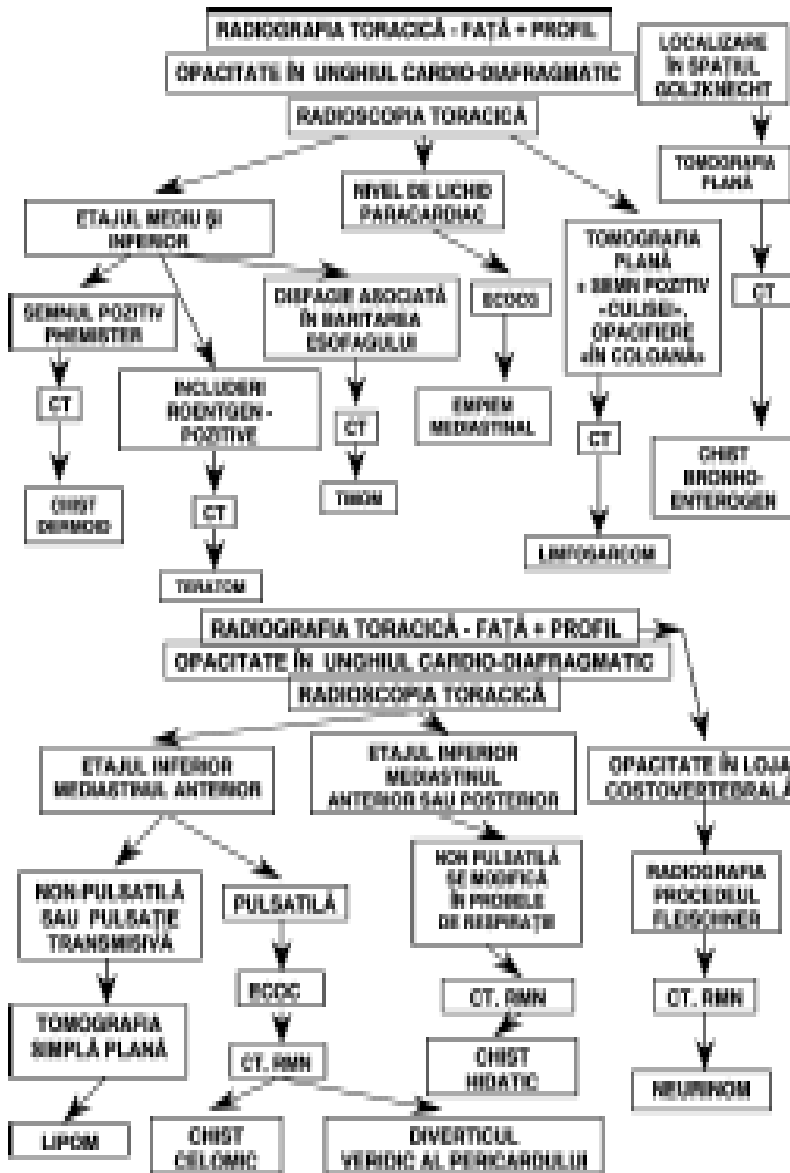 RADIOGRAFIA TORACICĂ - FAȚĂ + PROFIL
OPACITATE ÎN UNGHIUL CARDIO-DIAFRAGMATIC
RADIOSCOPIA TORACICĂ
LOCALIZARE
ÎN SPAȚIUL
GOLZKNECHT
TOMOGRAFIA
PLANĂ
CT
CHIST
BRONHO-
ENTEROGEN
ETAJUL MEDIU ȘI
INFERIOR
NIVEL DE LICHID
PARACARDIAC
TOMOGRAFIA
PLANĂ
+ SEMN POZITIV
«CULISEI»,
OPACIFIERE
«ÎN COLOANĂ»
SEMNUL POZITIV
PHEMISTER
DISFAGIE ASOCIATĂ
ÎN BARITAREA
ESOFAGULUI
ECOCG
CT
INCLUDERI
ROENTGEN -
POZITIVE
CT
EMPIEM
MEDIASTINAL
CT
CHIST
DERMOID
CT
TIMOM
LIMFOSARCOM
TERATOM
RADIOGRAFIA TORACICĂ - FAȚĂ + PROFIL
OPACITATE ÎN UNGHIUL CARDIO-DIAFRAGMATIC
RADIOSCOPIA TORACICĂ
ETAJUL INFERIOR
MEDIASTINUL ANTERIOR
ETAJUL INFERIOR
MEDIASTINUL
ANTERIOR SAU POSTERIOR
OPACITATE ÎN LOJA
COSTOVERTEBRALĂ
NON-PULSATILĂ
SAU PULSAȚIE
TRANSMISIVĂ
PULSATILĂ
NON PULSATILĂ
SE MODIFICĂ
ÎN PROBELE
DE RESPIRAȚIE
RADIOGRAFIA
PROCEDEUL
FLEISCHNER
TOMOGRAFIA
SIMPLĂ PLANĂ
ECOC
CT. RMN
CT. RMN
CT. RMN
CHIST
HIDATIC
NEURINOM
LIPOM
CHIST
CELOMIC
DIVERTICUL
VERIDIC AL PERICARDULUI